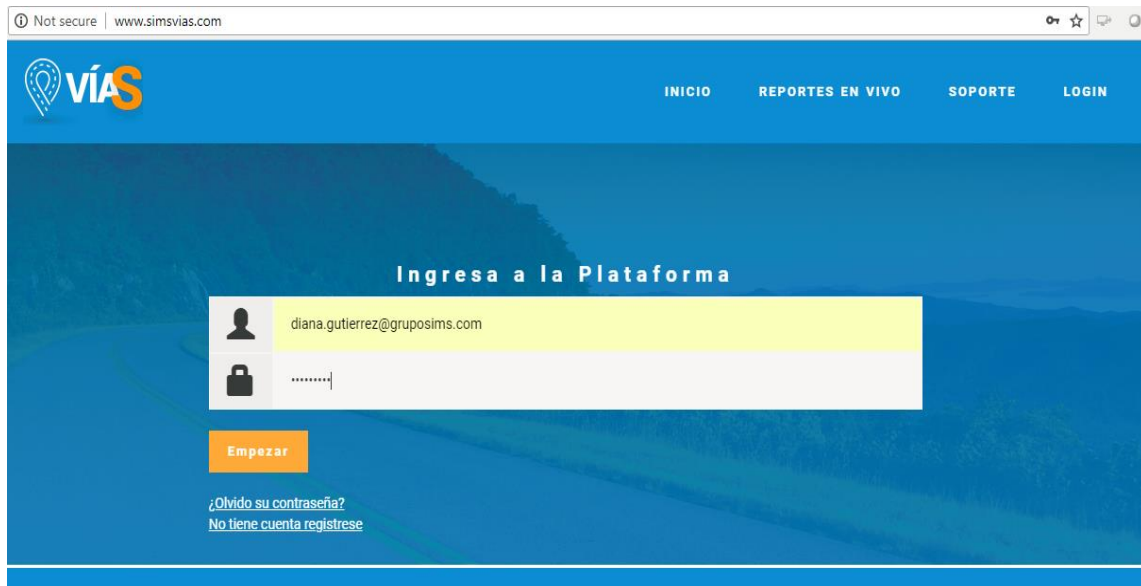 Not secure | www.simsvias.com
VÍAS
INICIO REPORTES EN VIVO SOPORTE LOGIN
Ingresa a la Plataforma
diana.gutierrez@gruposims.com
•••••••••
Empezar
¿Olvido su contraseña?
No tiene cuenta registrese